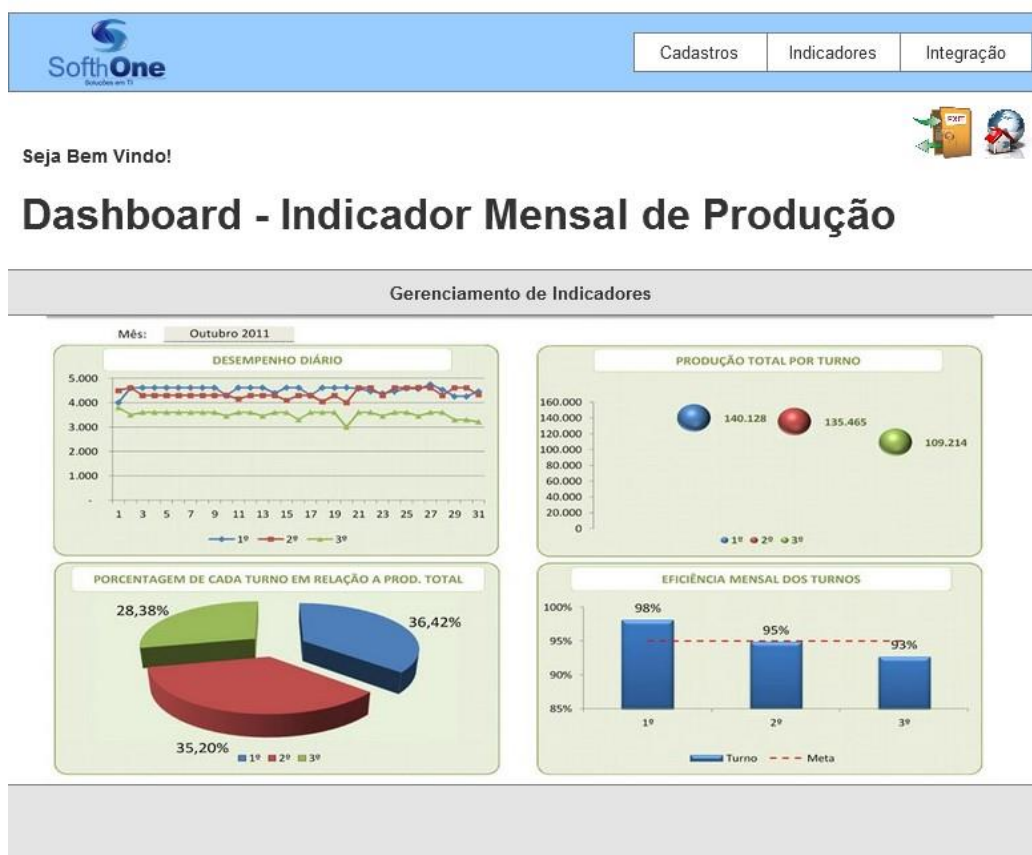 SofthOne
Soluções em TI
Cadastros Indicadores Integração
EXIT
Seja Bem Vindo!
Dashboard - Indicador Mensal de Produção
Gerenciamento de Indicadores
Mês: Outubro 2011
DESEMPENHO DIÁRIO
5.000
4.000
3.000
2.000
1.000
-
1 3 5 7 9 11 13 15 17 19 21 23 25 27 29 31
1º 2º 3º
PRODUÇÃO TOTAL POR TURNO
160.000
140.000
120.000
100.000
80.000
60.000
40.000
20.000
0
140.128 135.465 109.214
1º 2º 3º
PORCENTAGEM DE CADA TURNO EM RELAÇÃO A PROD. TOTAL
28,38%
36,42%
35,20%
1º 2º 3º
EFICIÊNCIA MENSAL DOS TURNOS
100%
95%
90%
85%
98%
95%
93%
1º 2º 3º
Turno Meta